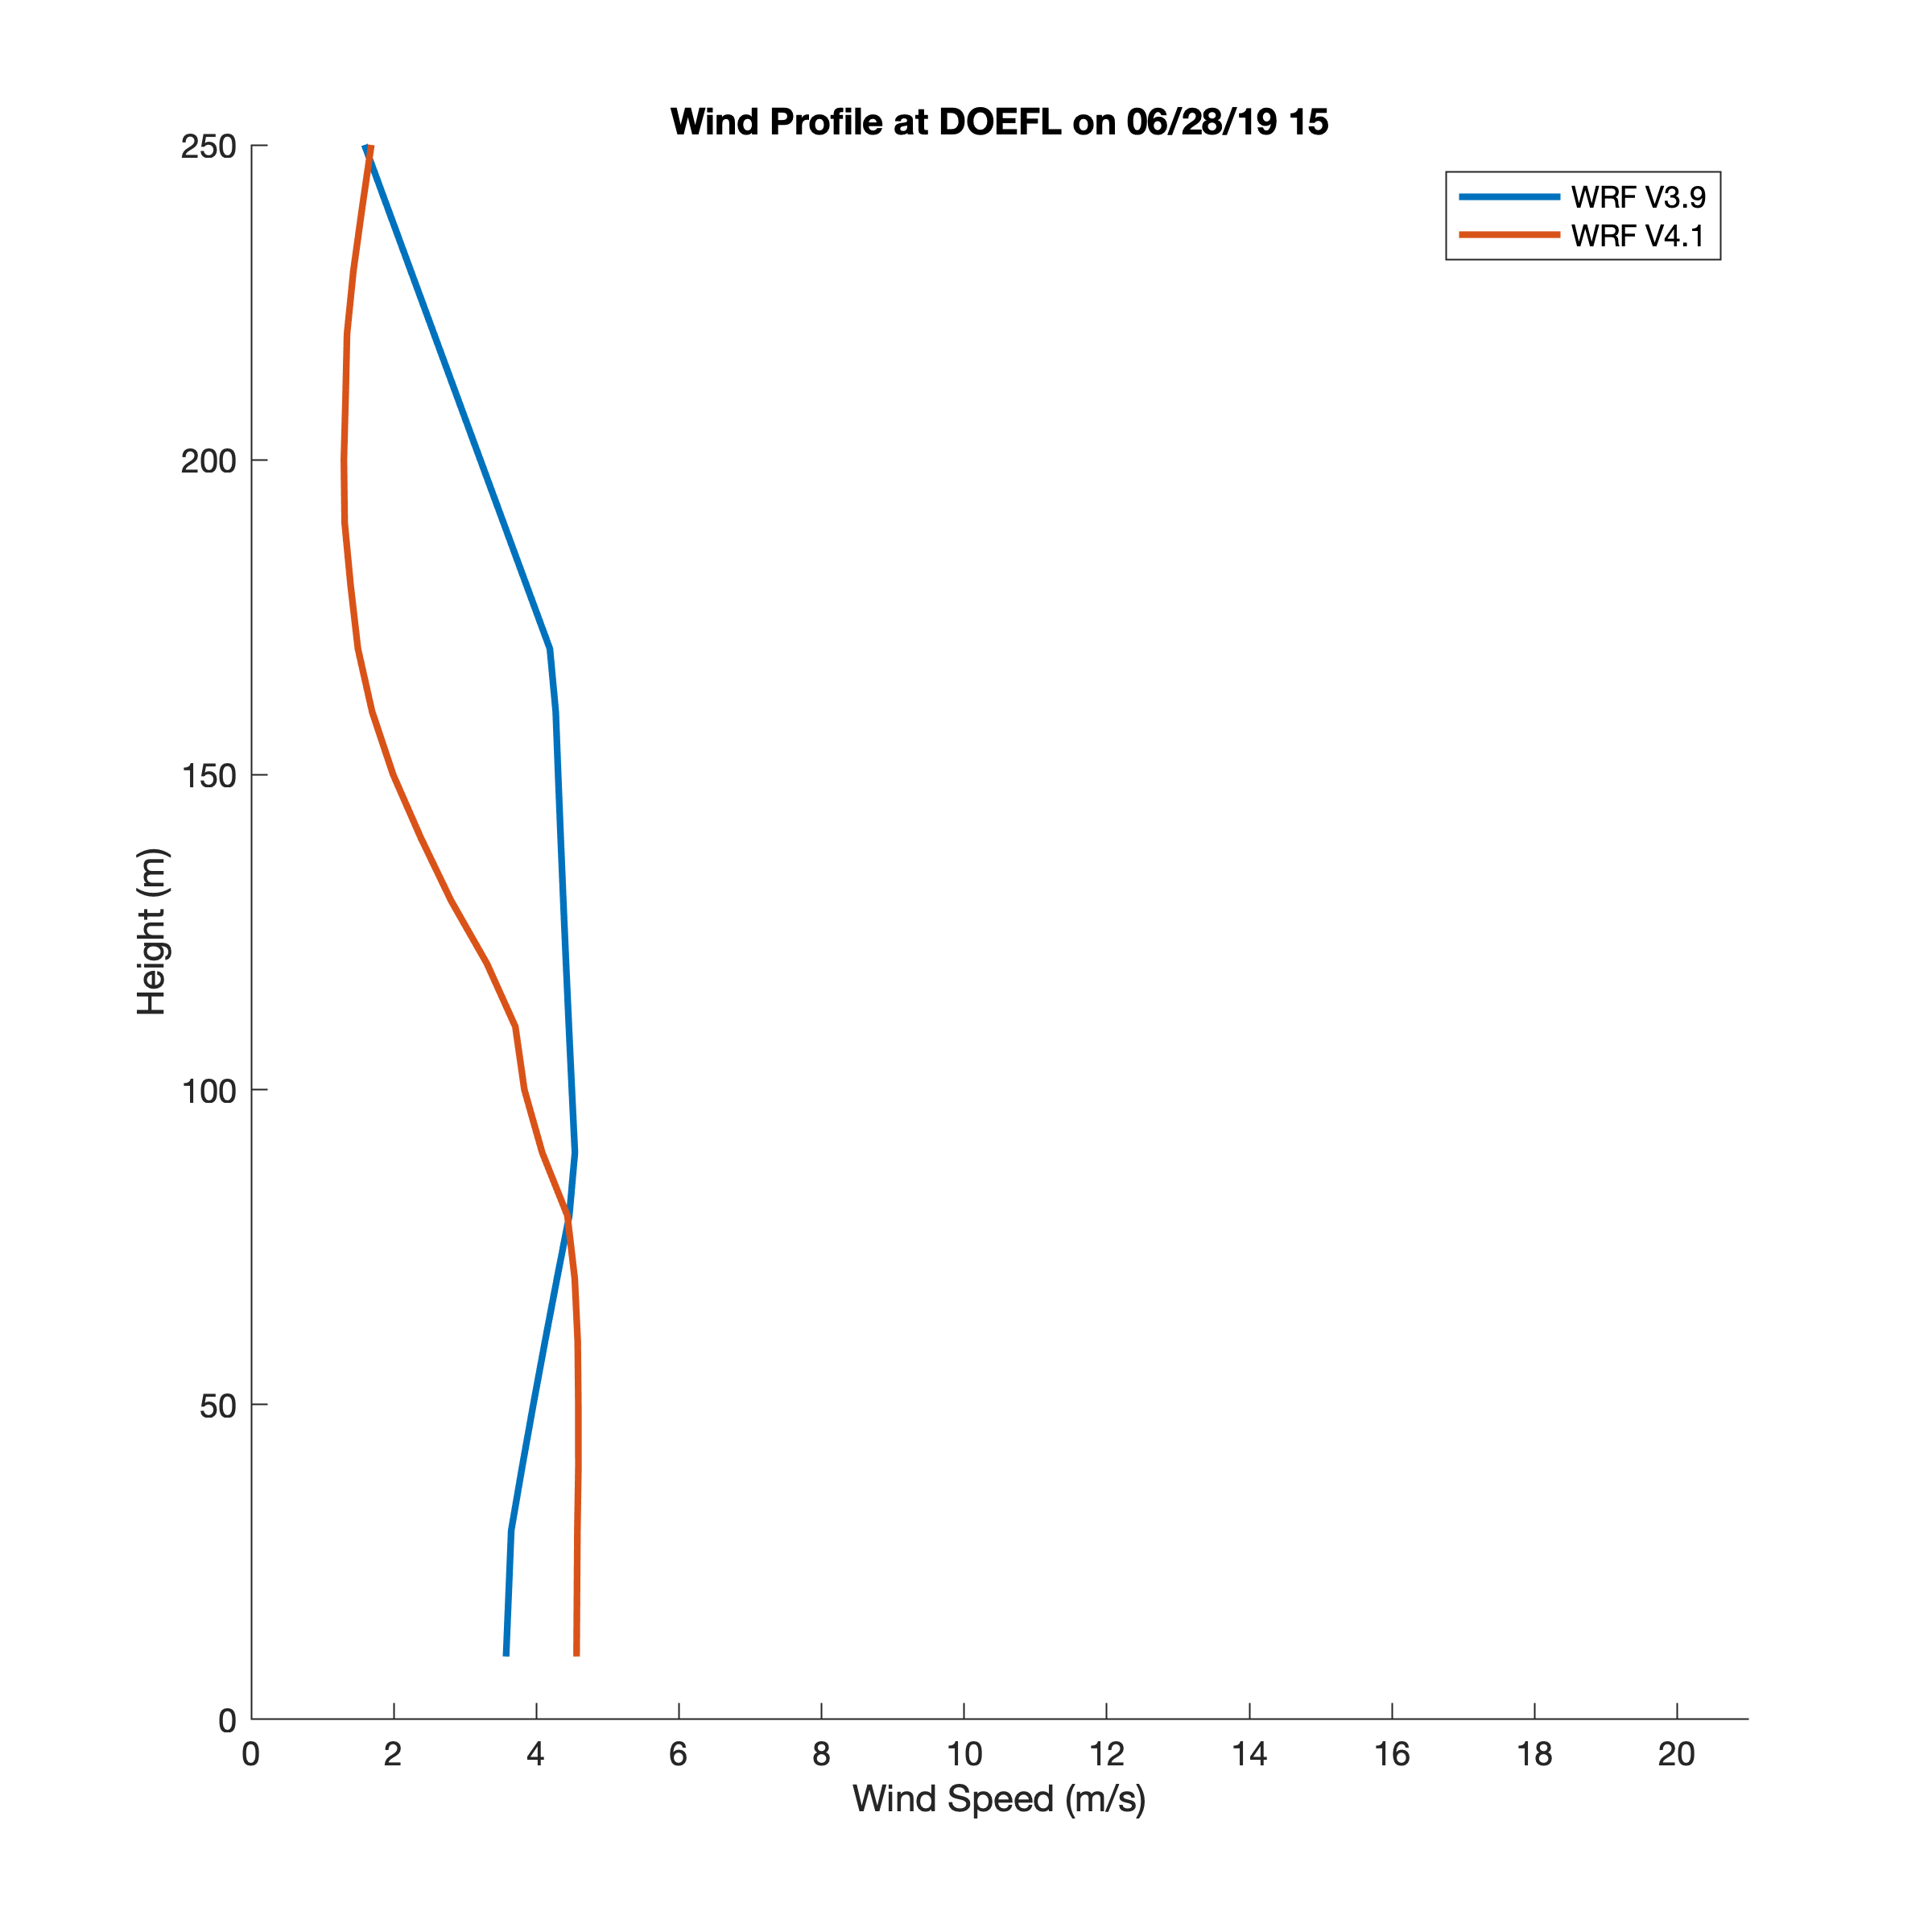 Wind Profile at DOEFL on 06/28/19 15
WRF V3.9
WRF V4.1
250
200
150
100
50
0
Height (m)
0 2 4 6 8 10 12 14 16 18 20
Wind Speed (m/s)